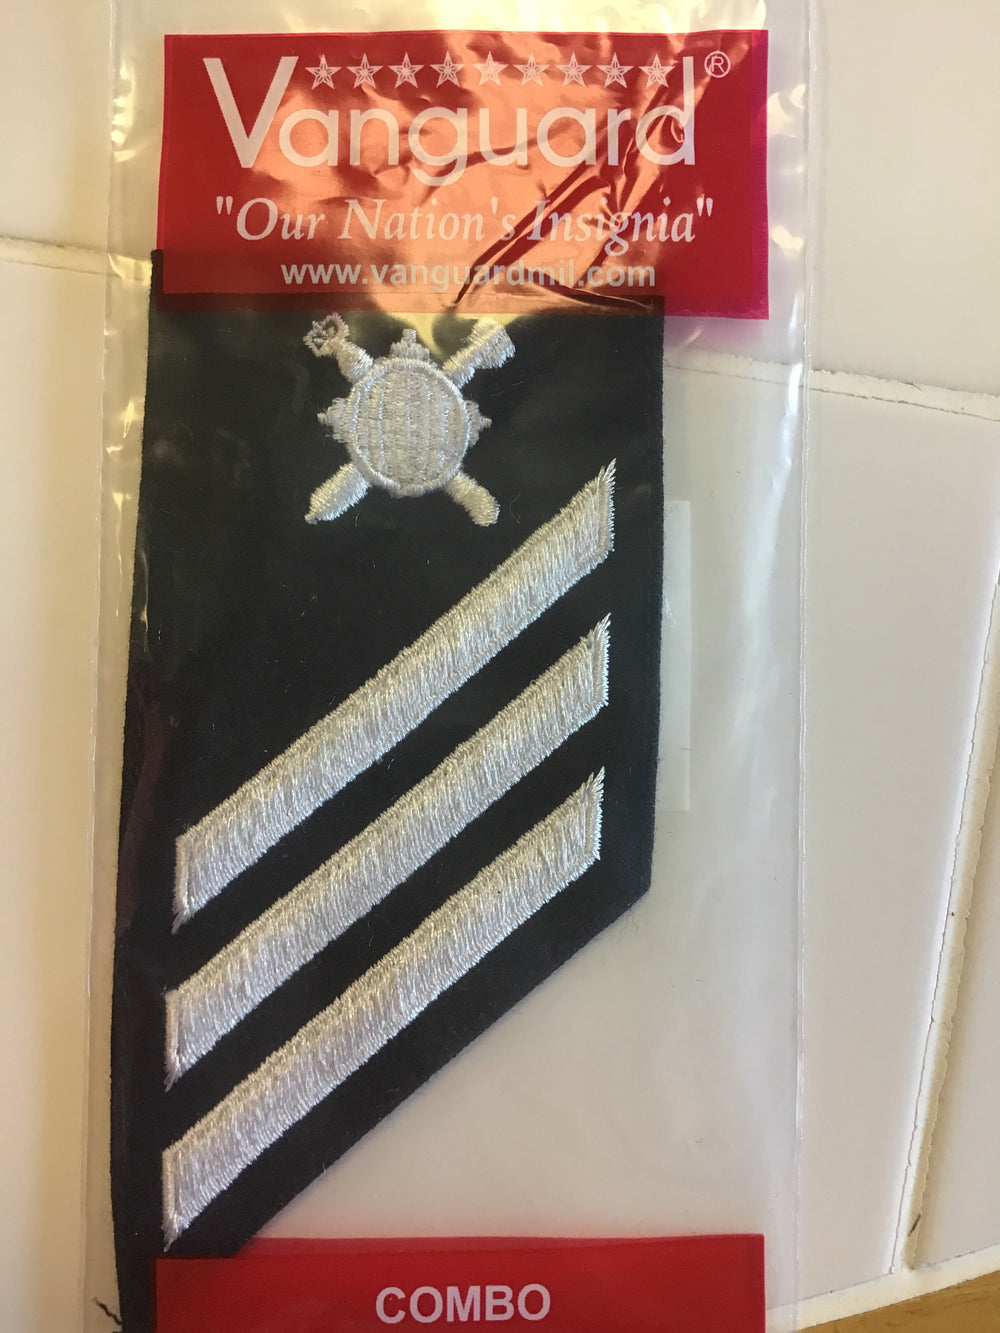 Vanguard®
"Our Nation's Insignia"
www.vanguardmil.com
COMBO